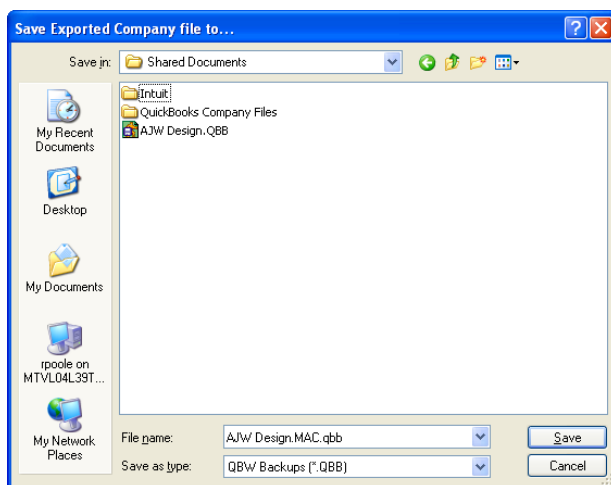 Save Exported Company file to...
Save in:
Shared Documents
My Recent
Documents
Desktop
My Documents
rpoole on
MTVL04L39T...
My Network
Places
Intuit
QuickBooks Company Files
AJW Design.QBB
File name:
AJW Design.MAC.qbb
Save
Save as type:
QBW Backups (*.QBB)
Cancel